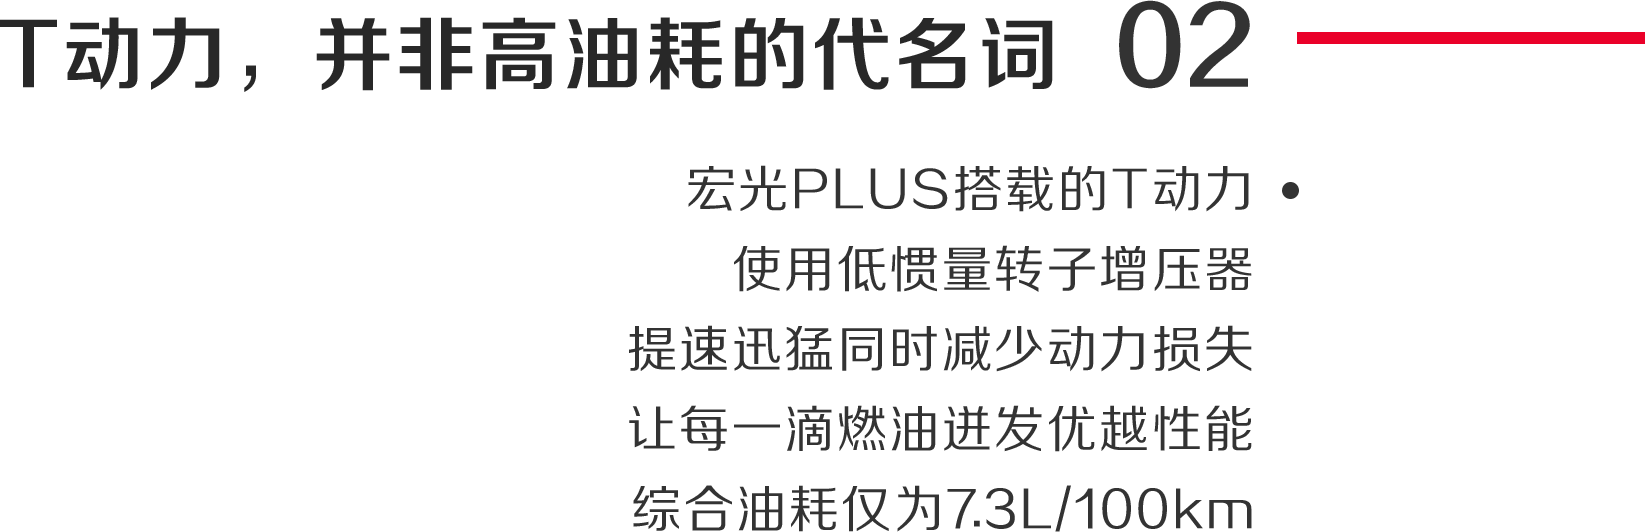 T动力，并非高油耗的代名词 02
宏光PLUS搭载的T动力
使用低惯量转子增压器
提速迅猛同时减少动力损失
让每一滴燃油迸发优越性能
综合油耗仅为7.3L/100km